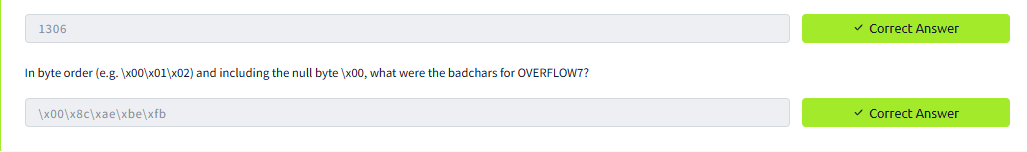 1306
✓ Correct Answer
In byte order (e.g. \x00\x01\x02) and including the null byte \x00, what were the badchars for OVERFLOW7?
\x00\x8c\xae\xbe\xfb
✓ Correct Answer